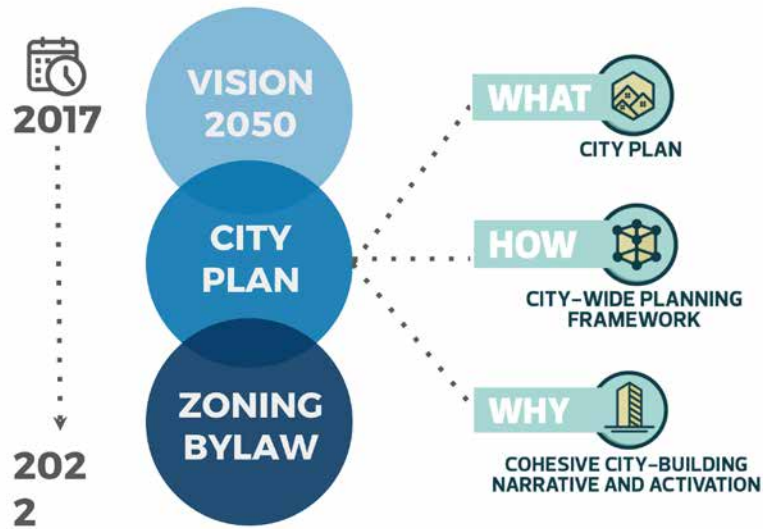 2017
202
2
VISION
2050
CITY
PLAN
ZONING
BYLAW
WHAT
CITY PLAN
HOW
CITY-WIDE PLANNING
FRAMEWORK
WHY
COHESIVE CITY-BUILDING
NARRATIVE AND ACTIVATION